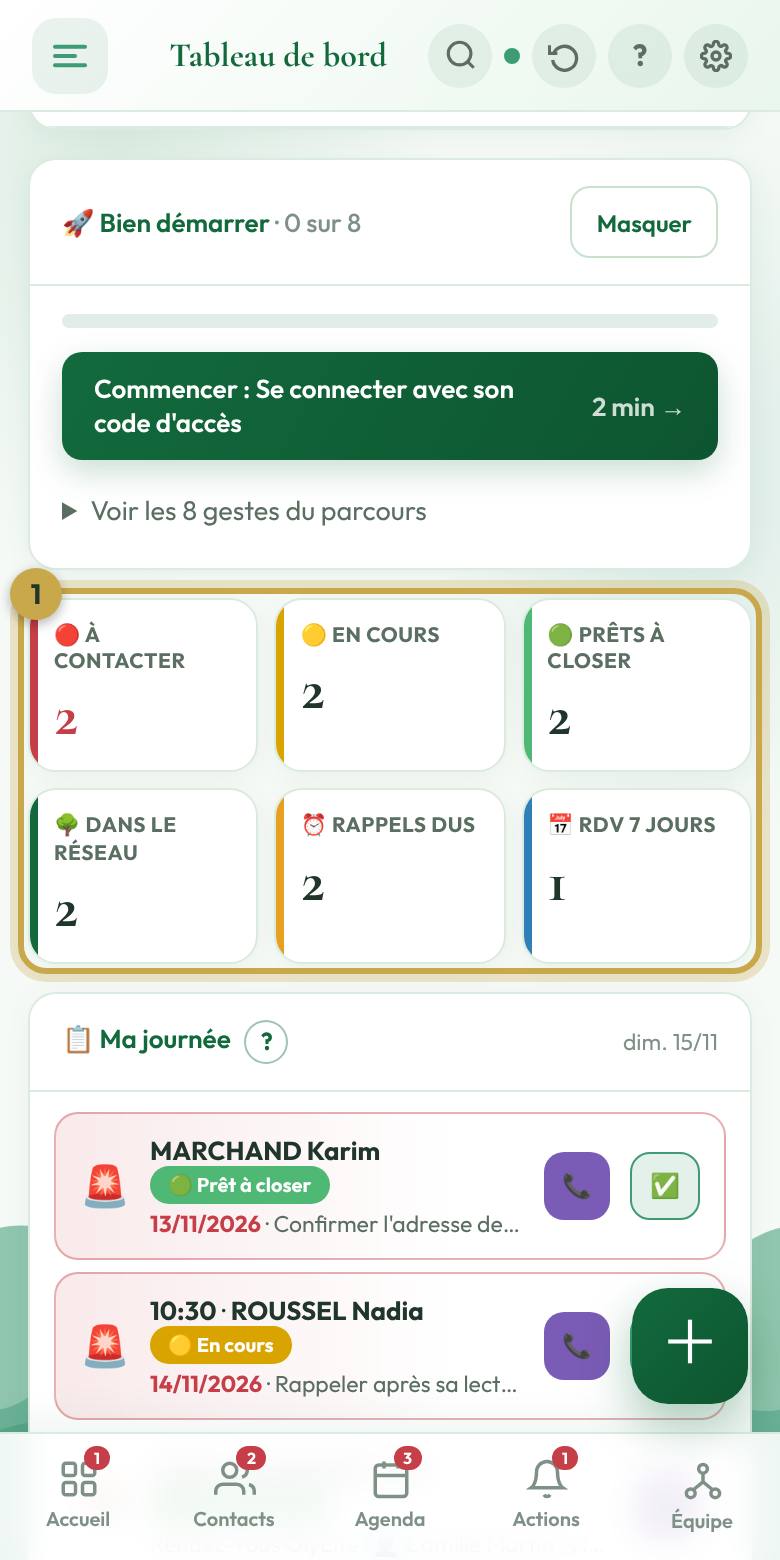 Tableau de bord
?
🚀 Bien démarrer · 0 sur 8
Masquer
Commencer : Se connecter avec son
code d'accès
2 min →
▶ Voir les 8 gestes du parcours
1
🔴 À
CONTACTER
2
🟡 EN COURS
2
🟢 PRÊTS À
CLOSER
2
🌳 DANS LE
RÉSEAU
2
⏰ RAPPELS DUS
2
📅 RDV 7 JOURS
1
📋 Ma journée
?
dim. 15/11
MARCHAND Karim
🟢 Prêt à closer
13/11/2026 · Confirmer l'adresse de...
10:30 · ROUSSEL Nadia
🟡 En cours
14/11/2026 · Rappeler après sa lect...
1
2
3
1
Accueil
Contacts
Agenda
Actions
Équipe